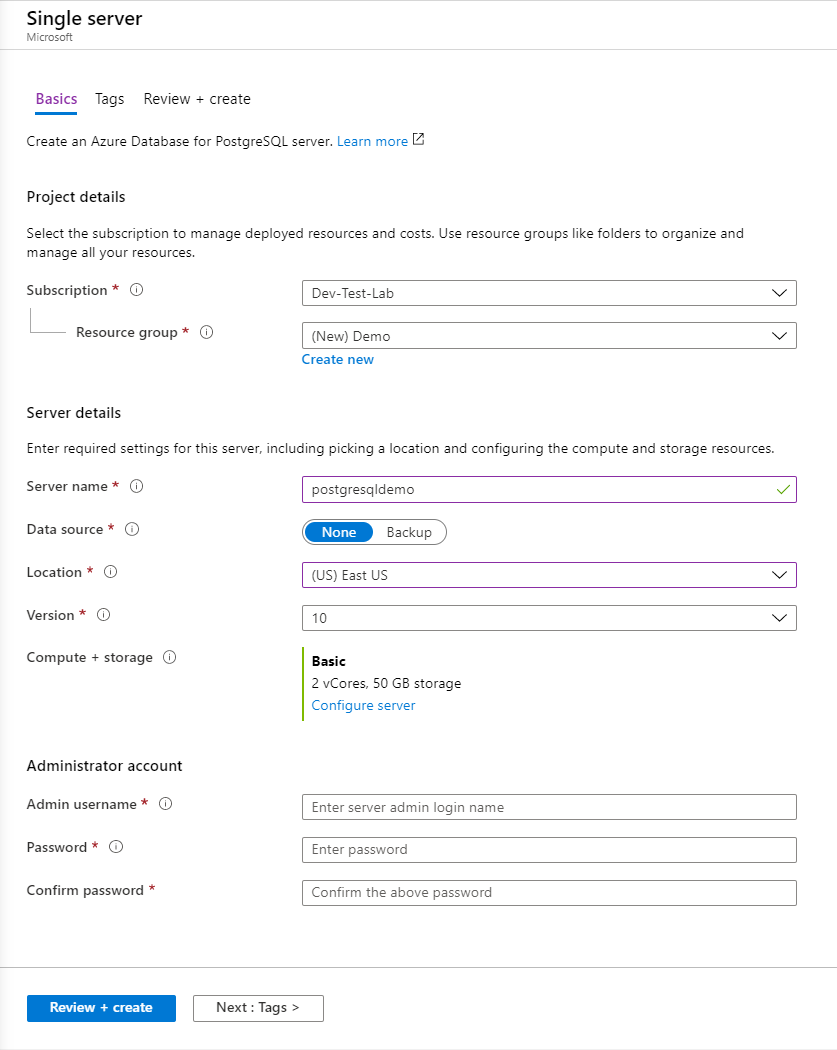 Single server
Microsoft
Basics Tags Review + create
Create an Azure Database for PostgreSQL server. Learn more
Project details
Select the subscription to manage deployed resources and costs. Use resource groups like folders to organize and
manage all your resources.
Subscription * Dev-Test-Lab
Resource group * (New) Demo
Create new
Server details
Enter required settings for this server, including picking a location and configuring the compute and storage resources.
Server name * postgresqldemo
Data source * None Backup
Location * (US) East US
Version * 10
Compute + storage Basic
2 vCores, 50 GB storage
Configure server
Administrator account
Admin username * Enter server admin login name
Password * Enter password
Confirm password * Confirm the above password
Review + create Next : Tags >